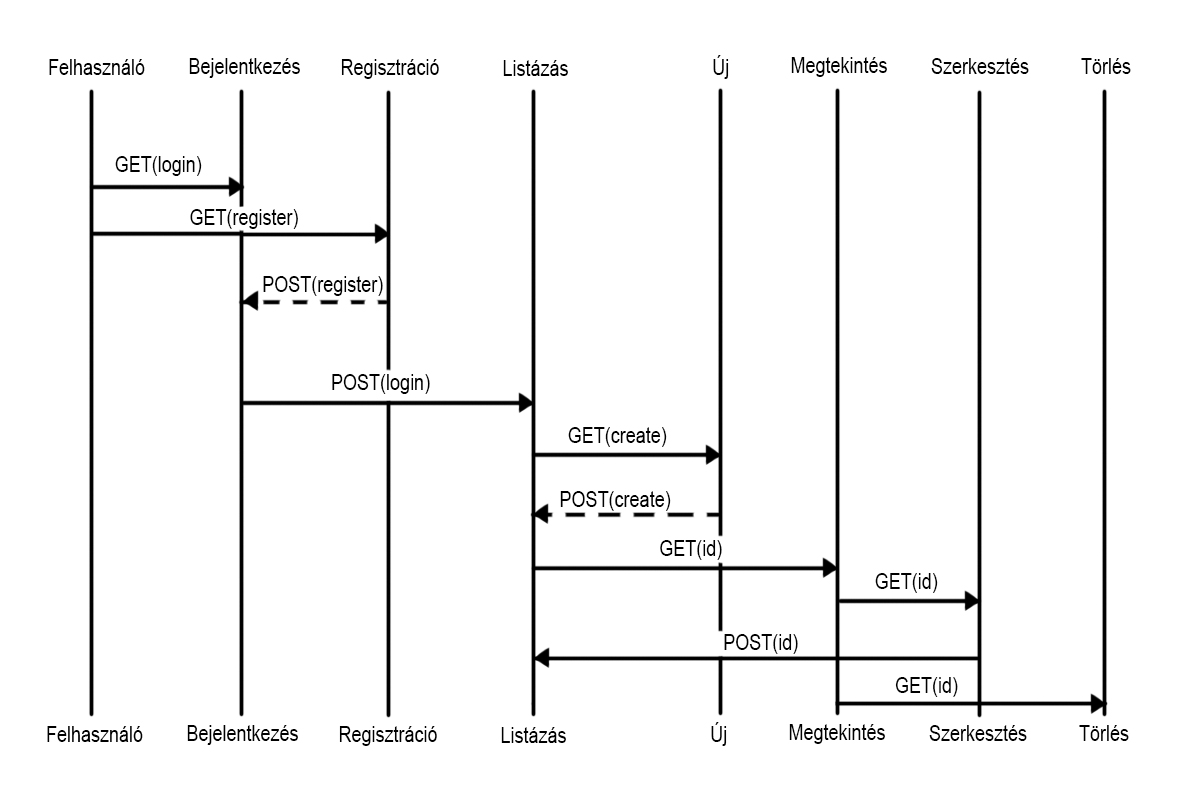 Felhasználó Bejelentkezés Regisztráció Listázás Új Megtekintés Szerkesztés Törlés
GET(login)
GET(register)
POST(register)
POST(login)
GET(create)
POST(create)
GET(id)
GET(id)
POST(id)
GET(id)
Felhasználó Bejelentkezés Regisztráció Listázás Új Megtekintés Szerkesztés Törlés